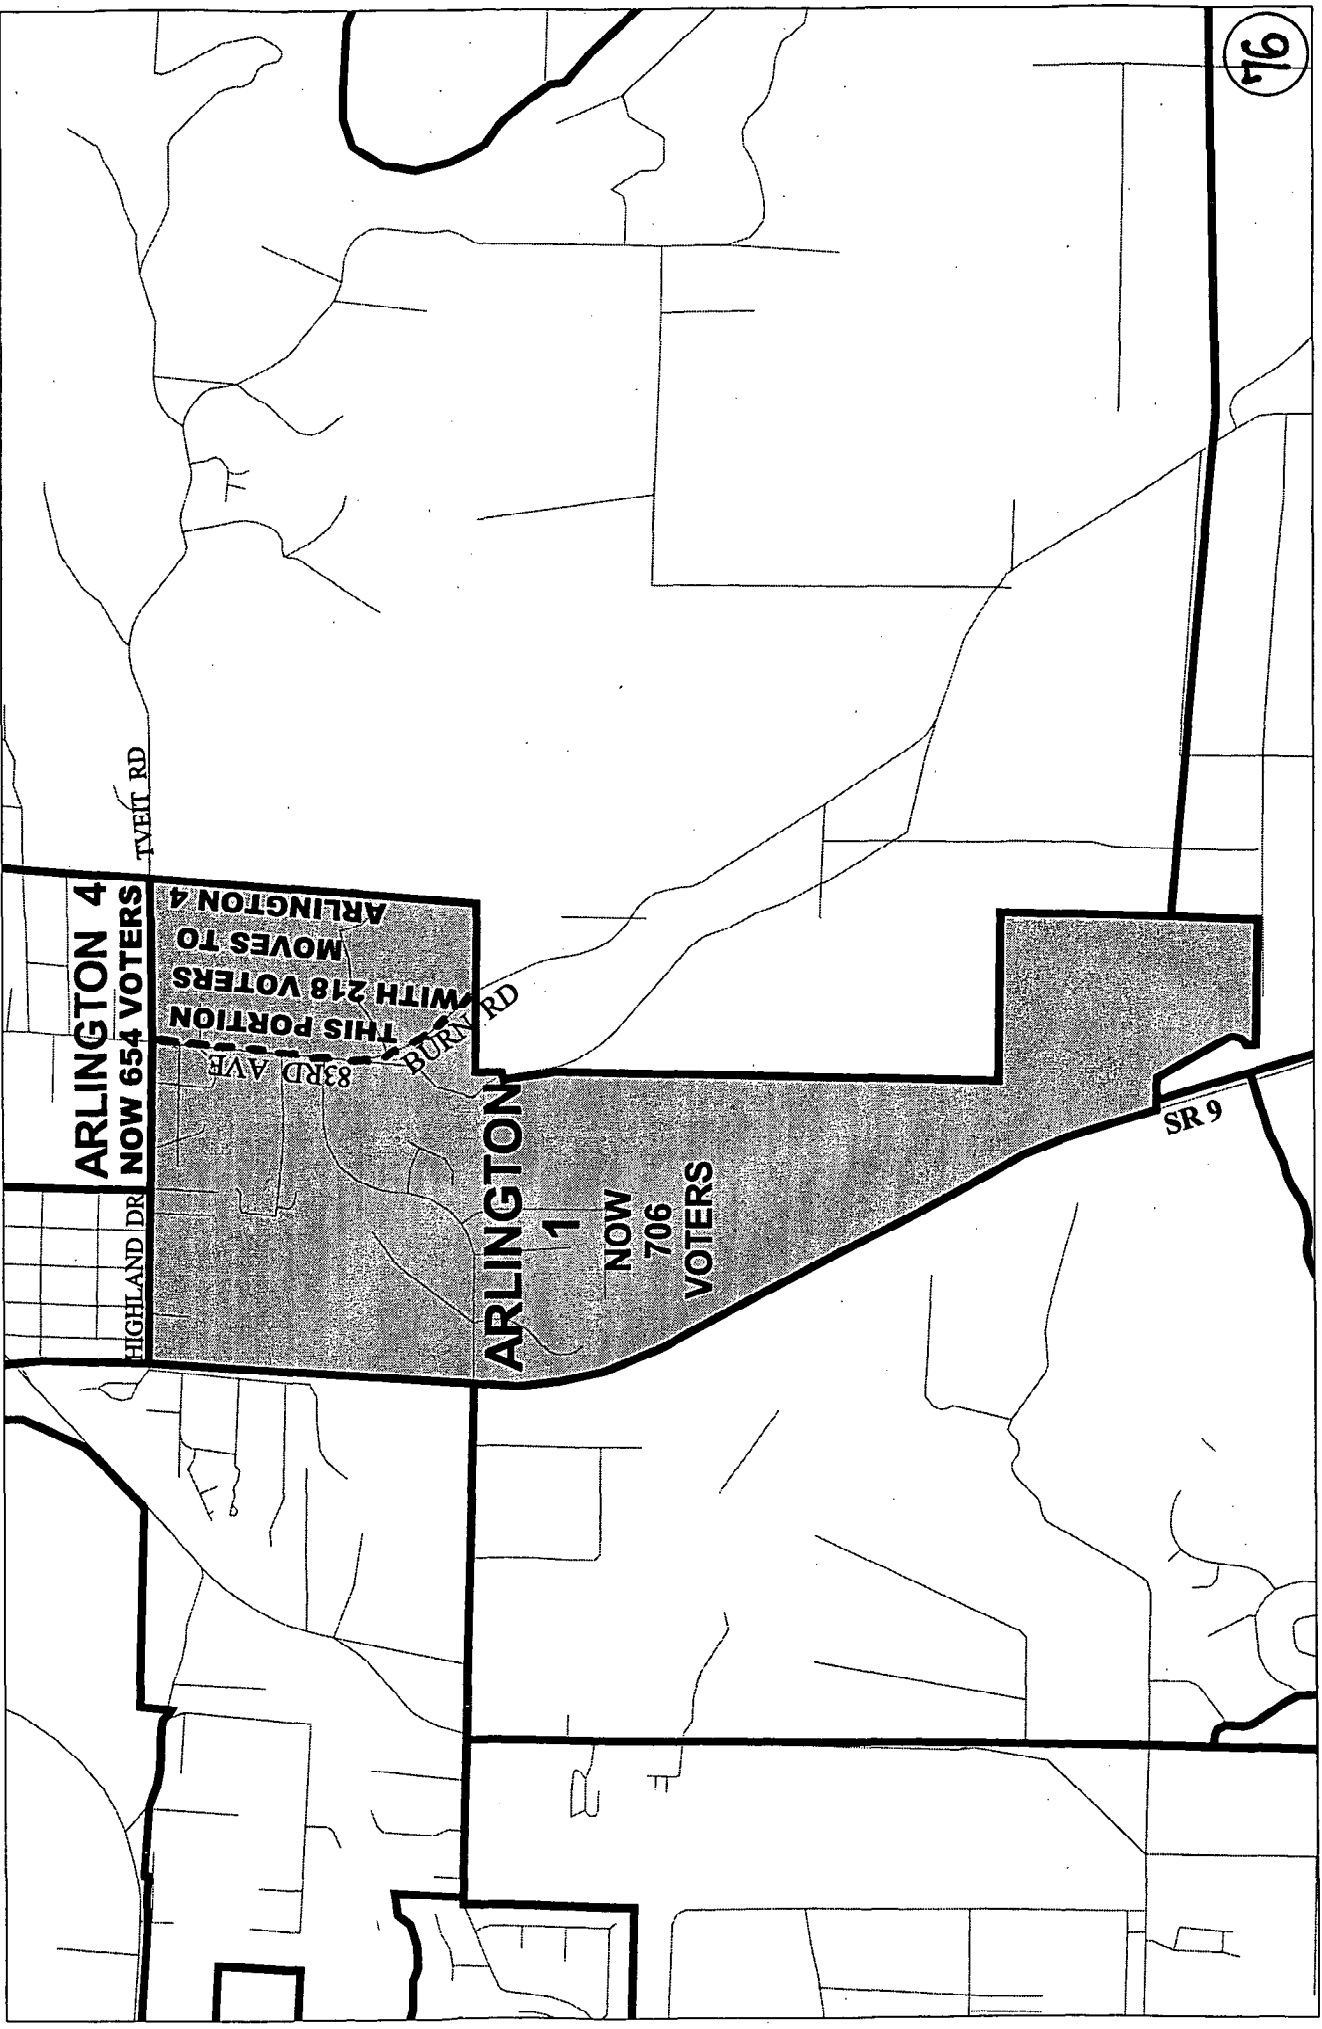 9L
TVEIT RD
ARLINGTON 4
NOW 654 VOTERS
HIGHLAND DR
THIS PORTION
WITH 218 VOTERS
MOVES TO
ARLINGTON 4
83RD AVE
BURN RD
ARLINGTON
1
NOW
706
VOTERS
SR 9